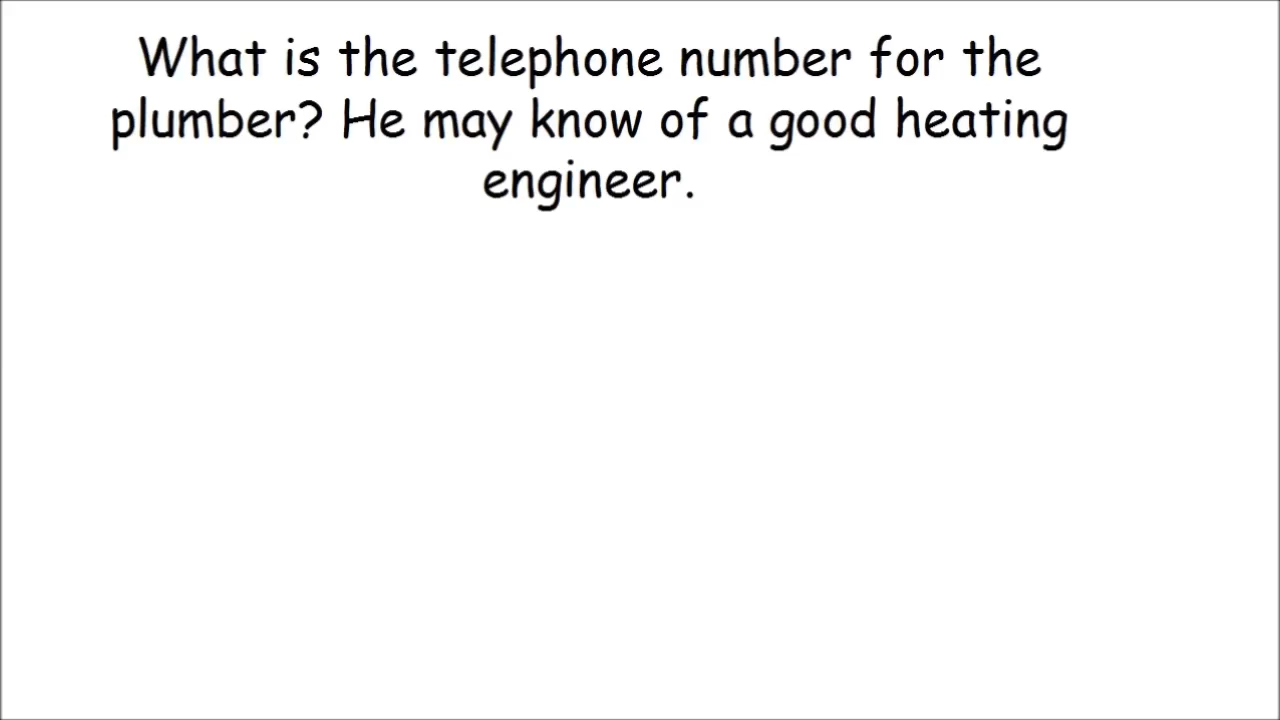 What is the telephone number for the
plumber? He may know of a good heating
engineer.